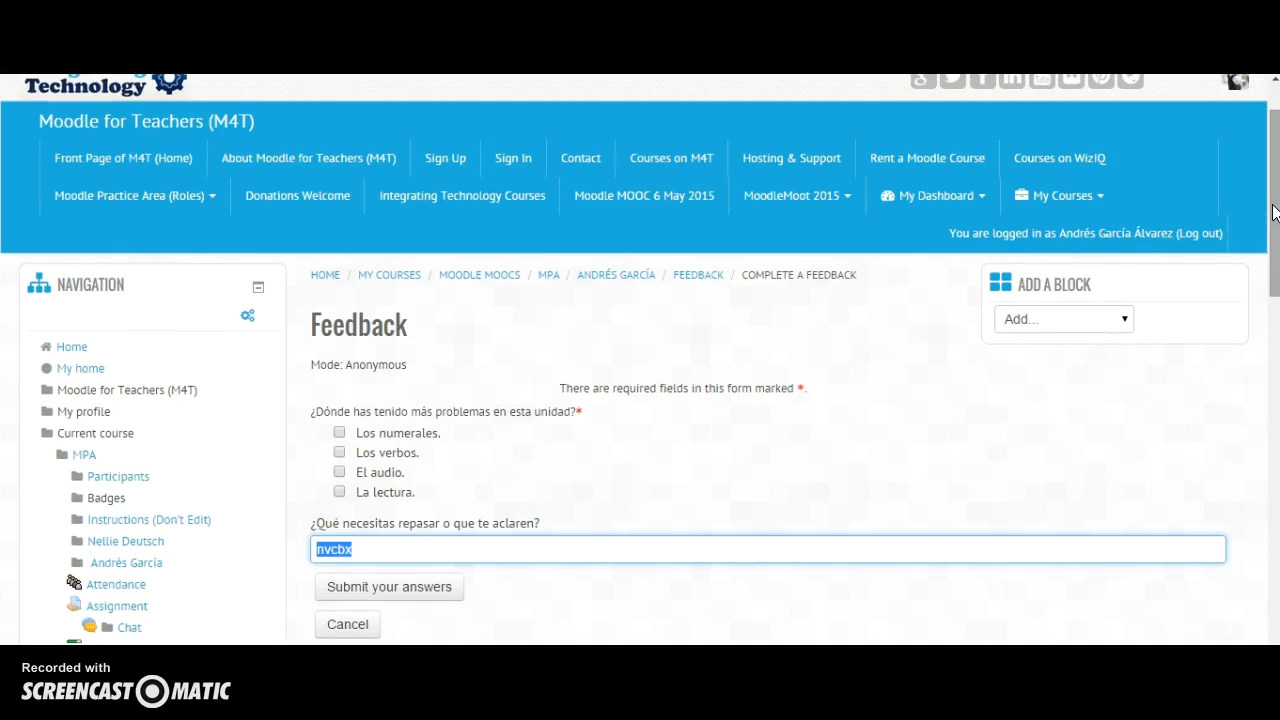 Technology
Moodle for Teachers (M4T)
Front Page of M4T (Home) About Moodle for Teachers (M4T) Sign Up Sign In Contact Courses on M4T Hosting & Support Rent a Moodle Course Courses on WizIQ
Moodle Practice Area (Roles) Donations Welcome Integrating Technology Courses Moodle MOOC 6 May 2015 MoodleMoot 2015 My Dashboard My Courses
You are logged in as Andrés García Álvarez (Log out)
NAVIGATION
Home
My home
Moodle for Teachers (M4T)
My profile
Current course
MPA
Participants
Badges
Instructions (Don't Edit)
Nellie Deutsch
Andrés García
Attendance
Assignment
Chat
HOME / MY COURSES / MOODLE MOOCS / MPA / ANDRÉS GARCÍA / FEEDBACK / COMPLETE A FEEDBACK
Feedback
Mode: Anonymous
There are required fields in this form marked *.
¿Dónde has tenido más problemas en esta unidad?*
Los numerales.
Los verbos.
El audio.
La lectura.
¿Qué necesitas repasar o que te aclaren?
nvcbx
Submit your answers
Cancel
ADD A BLOCK
Add...
Recorded with
SCREENCAST O MATIC